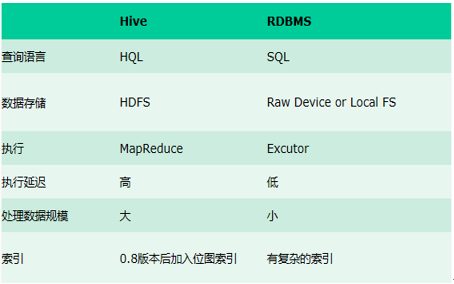 Hive RDBMS
查询语言 HQL SQL
数据存储 HDFS Raw Device or Local FS
执行 MapReduce Excutor
执行延迟 高 低
处理数据规模 大 小
索引 0.8版本后加入位图索引 有复杂的索引